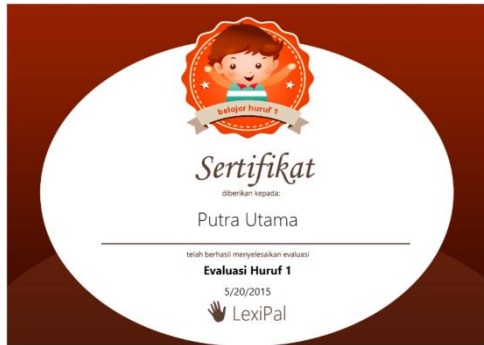 belajar huruf 1
Sertifikat
diberikan kepada:
Putra Utama
telah berhasil menyelesaikan evaluasi
Evaluasi Huruf 1
5/20/2015
LexiPal